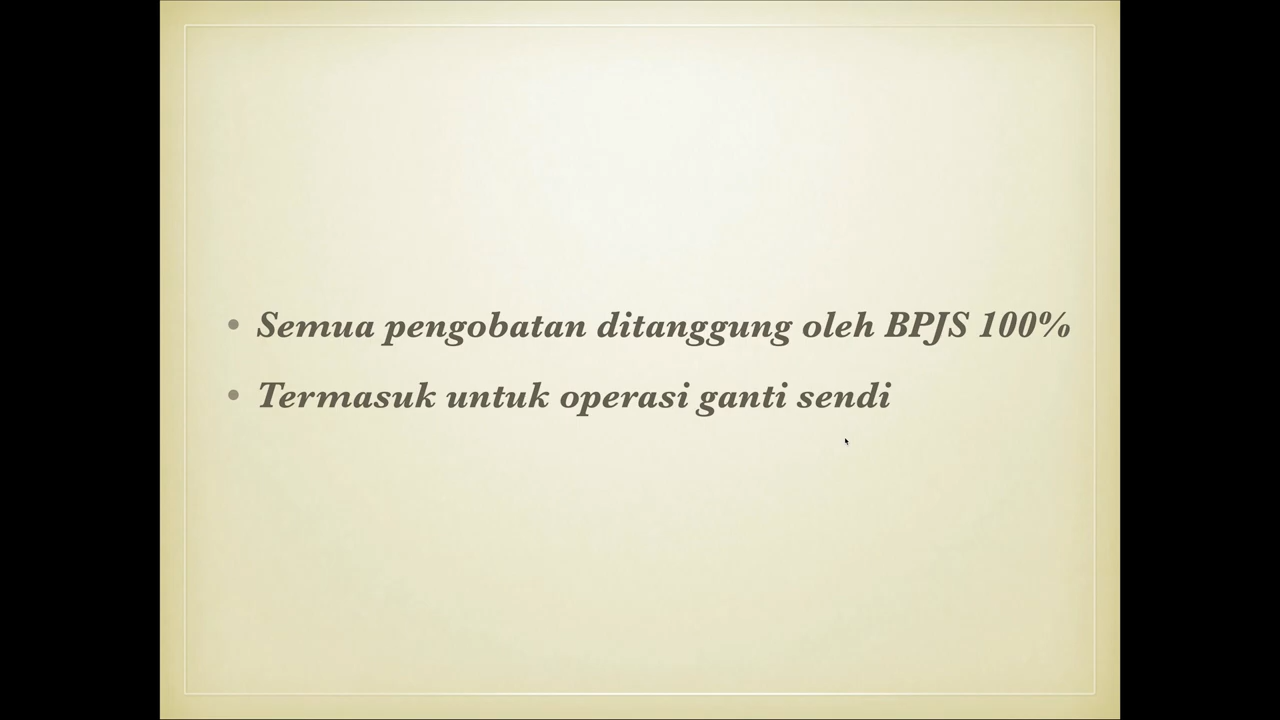 • Semua pengobatan ditanggung oleh BPJS 100%
• Termasuk untuk operasi ganti sendi